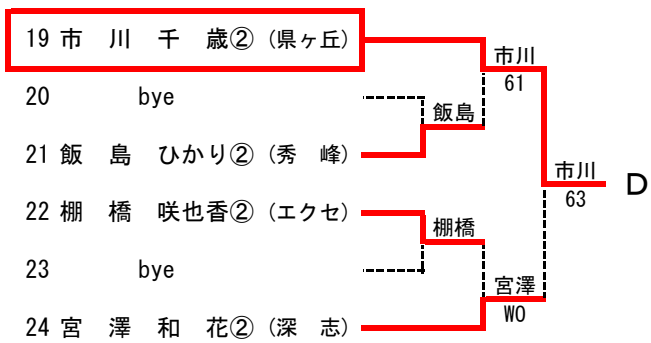 19 市 川 千 歳② (県ヶ丘)
市川
61
20 bye
飯島
21 飯 島 ひかり② (秀 峰)
市川
63
D
22 棚 橋 咲也香② (エクセ)
棚橋
23 bye
宮澤
WO
24 宮 澤 和 花② (深 志)